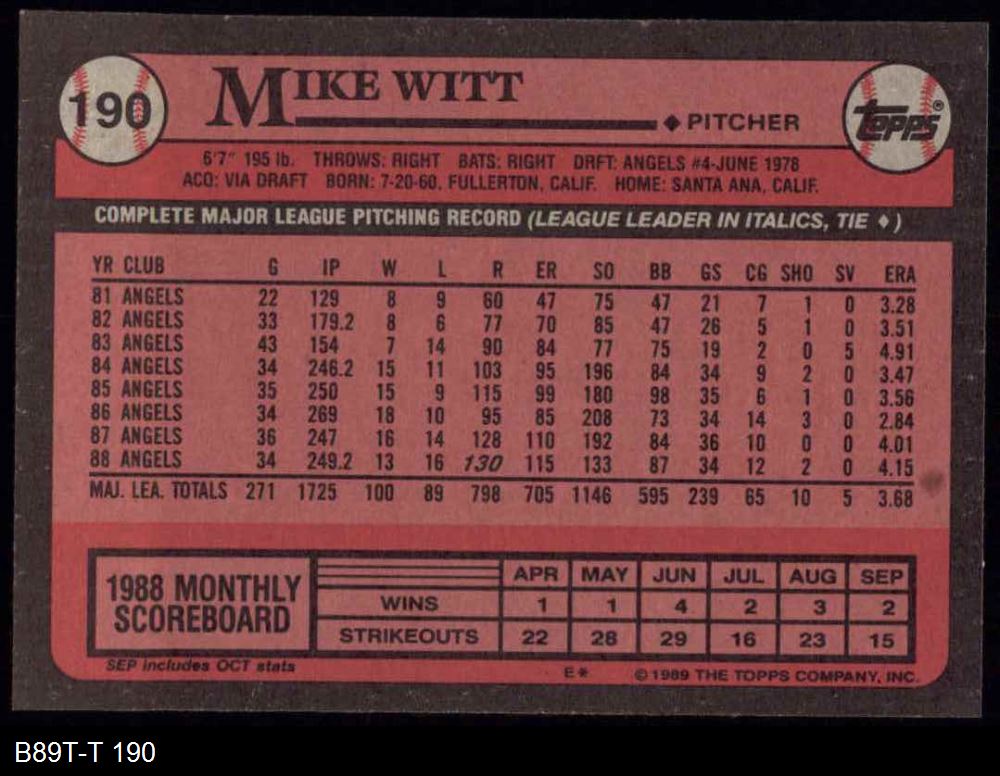 190
MIKE WITT
◆ PITCHER
TOPPS®
6'7" 195 lb. THROWS: RIGHT BATS: RIGHT DRFT: ANGELS #4-JUNE 1978
ACQ: VIA DRAFT BORN: 7-20-60, FULLERTON, CALIF. HOME: SANTA ANA, CALIF.
COMPLETE MAJOR LEAGUE PITCHING RECORD (LEAGUE LEADER IN ITALICS, TIE ♦)
YR CLUB G IP W L R ER SO BB GS CG SHO SV ERA
81 ANGELS 22 129 8 9 60 47 75 47 21 7 1 0 3.28
82 ANGELS 33 179.2 8 6 77 70 85 47 26 5 1 0 3.51
83 ANGELS 43 154 7 14 90 84 77 75 19 2 0 5 4.91
84 ANGELS 34 246.2 15 11 103 95 196 84 34 9 2 0 3.47
85 ANGELS 35 250 15 9 115 99 180 98 35 6 1 0 3.56
86 ANGELS 34 269 18 10 95 85 208 73 34 14 3 0 2.84
87 ANGELS 36 247 16 14 128 110 192 84 36 10 0 0 4.01
88 ANGELS 34 249.2 13 16 130 115 133 87 34 12 2 0 4.15
MAJ. LEA. TOTALS 271 1725 100 89 798 705 1146 595 239 65 10 5 3.68
1988 MONTHLY SCOREBOARD
APR MAY JUN JUL AUG SEP
WINS 1 1 4 2 3 2
STRIKEOUTS 22 28 29 16 23 15
SEP includes OCT stats
E* © 1989 THE TOPPS COMPANY, INC.
B89T-T 190